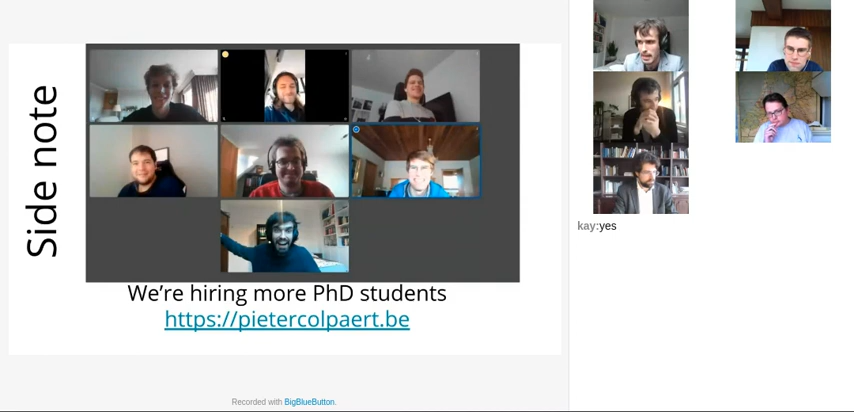 Side note
We're hiring more PhD students
https://pietercolpaert.be
kay:yes
Recorded with BigBlueButton.